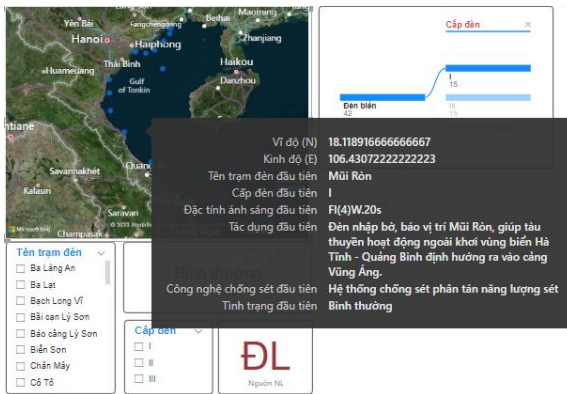 Maoming
Yên Bái
Fangchenggang
Beihai
Hanoi
Haiphong
Zhanjiang
Thái Bình
Huameuang
Haikou
Gulf
of Tonkin
Danzhou
Savannakhét
Kalasin
Saravan
Champasak
Microsoft Bing
Cấp đèn
I
15
Đèn biển
42
III
15
Vĩ độ (N) 18.118916666666667
Kinh độ (E) 106.43072222222223
Tên trạm đèn đầu tiên Mũi Ròn
Cấp đèn đầu tiên I
Đặc tính ánh sáng đầu tiên Fl(4)W.20s
Tác dụng đầu tiên Đèn nhập bờ, báo vị trí Mũi Ròn, giúp tàu
thuyền hoạt động ngoài khơi vùng biển Hà
Tĩnh - Quảng Bình định hướng ra vào cảng
Vũng Áng.
Công nghệ chống sét đầu tiên Hệ thống chống sét phân tán năng lượng sét
Tình trạng đầu tiên Bình thường
Tên trạm đèn
Ba Làng An
Ba Lạt
Bạch Long Vĩ
Bãi cạn Lý Sơn
Báo cảng Lý Sơn
Biển Sơn
Chân Mây
Cô Tô
Bình thường
Cấp đèn
I
II
III
ĐL
Nguồn NL